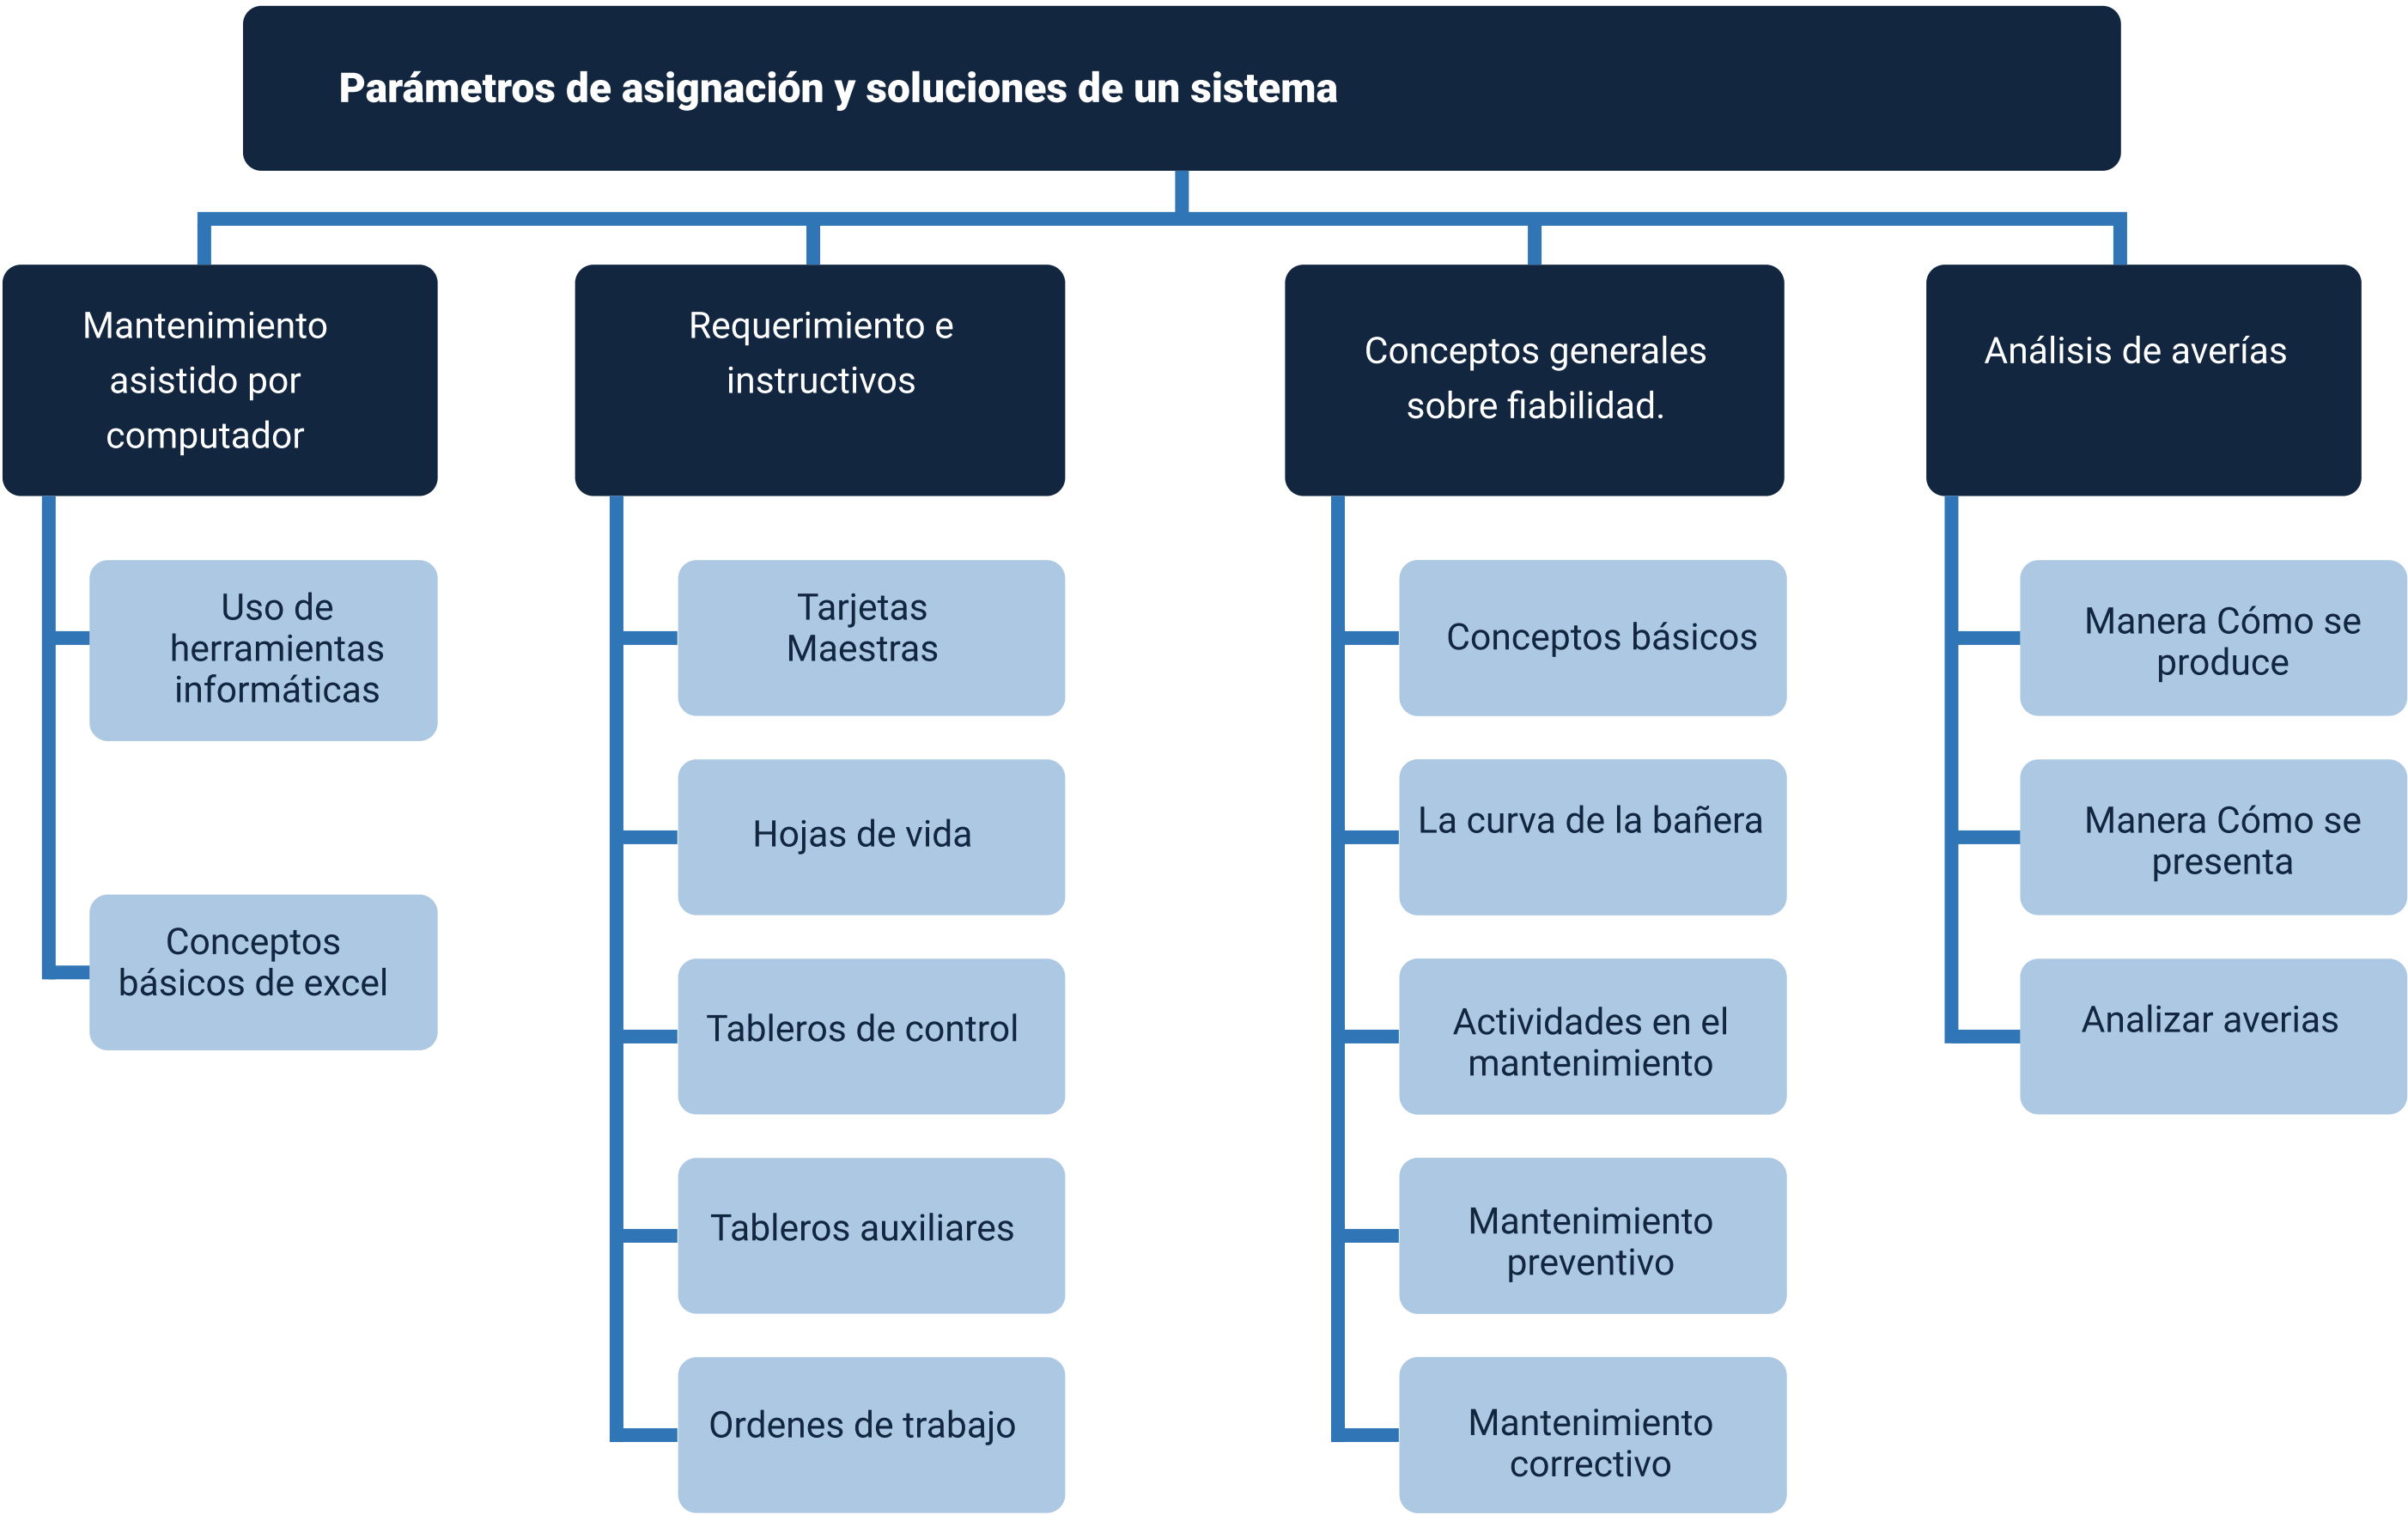 Parámetros de asignación y soluciones de un sistema
Mantenimiento
asistido por
computador
Uso de
herramientas
informáticas
Conceptos
básicos de excel
Requerimiento e
instructivos
Tarjetas
Maestras
Hojas de vida
Tableros de control
Tableros auxiliares
Ordenes de trabajo
Conceptos generales
sobre fiabilidad.
Conceptos básicos
La curva de la bañera
Actividades en el
mantenimiento
Mantenimiento
preventivo
Mantenimiento
correctivo
Análisis de averías
Manera Cómo se
produce
Manera Cómo se
presenta
Analizar averias